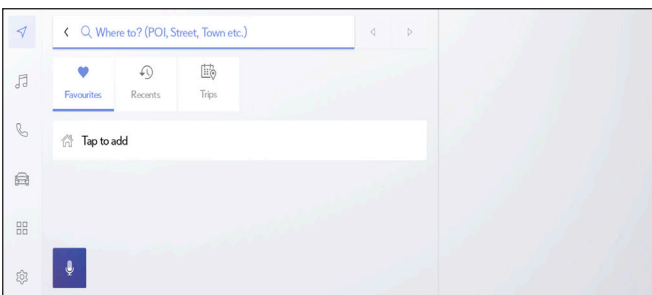 Where to? (POI, Street, Town etc.)
Favourites
Recents
Trips
Tap to add